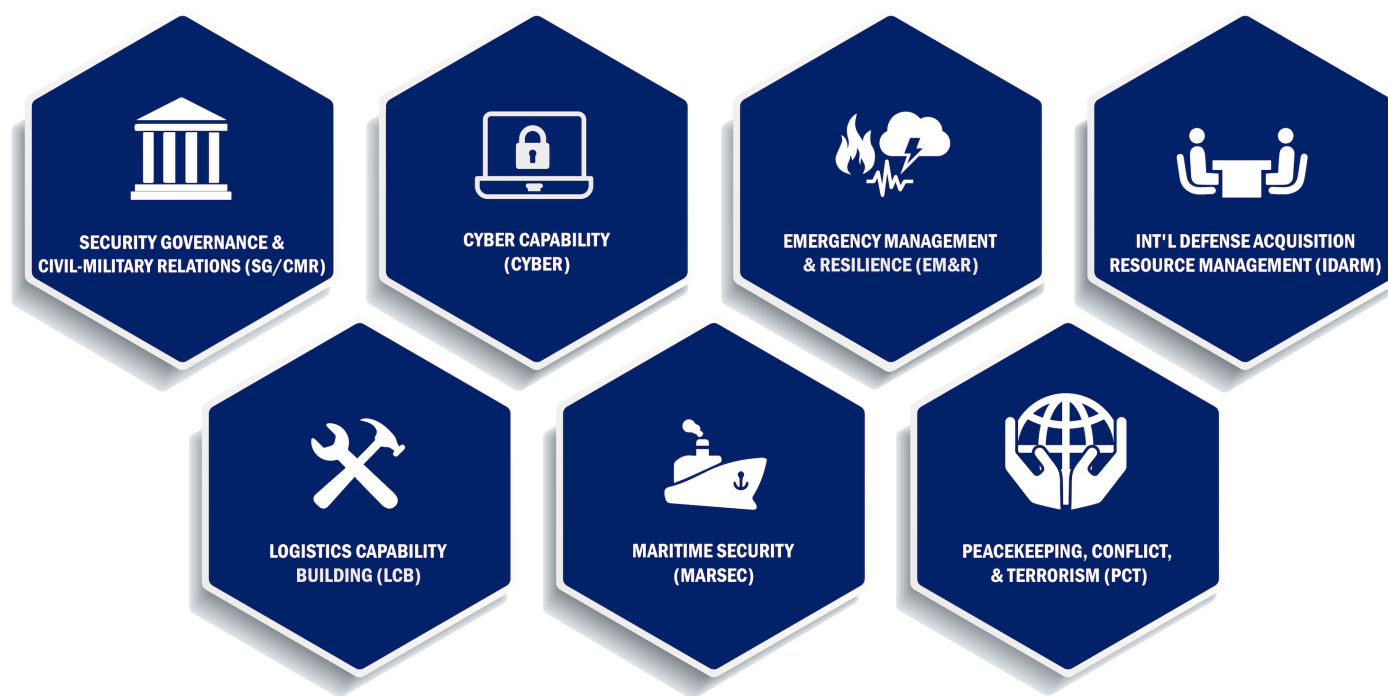 SECURITY GOVERNANCE &
CIVIL-MILITARY RELATIONS (SG/CMR)
CYBER CAPABILITY
(CYBER)
EMERGENCY MANAGEMENT
& RESILIENCE (EM&R)
INT'L DEFENSE ACQUISITION
RESOURCE MANAGEMENT (IDARM)
LOGISTICS CAPABILITY
BUILDING (LCB)
MARITIME SECURITY
(MARSEC)
PEACEKEEPING, CONFLICT,
& TERRORISM (PCT)